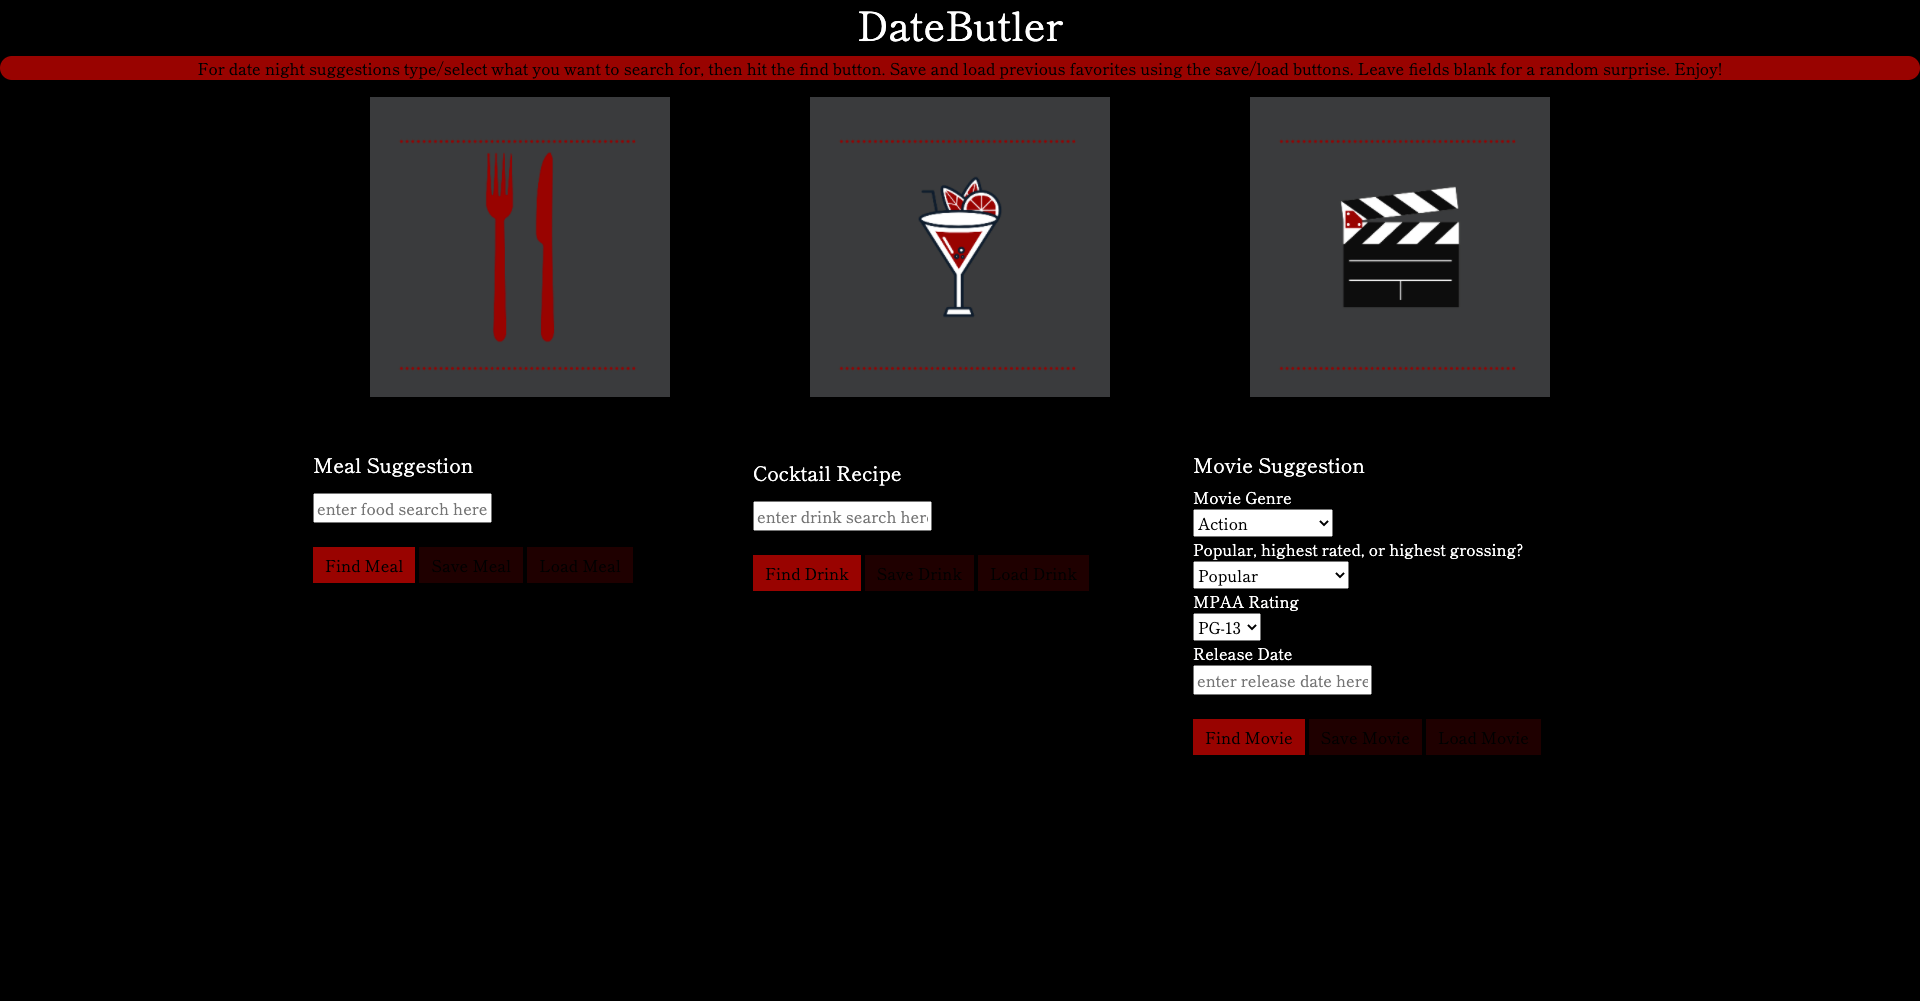 DateButler
For date night suggestions type/select what you want to search for, then hit the find button. Save and load previous favorites using the save/load buttons. Leave fields blank for a random surprise. Enjoy!
Meal Suggestion
enter food search here
Find Meal
Save Meal
Load Meal
Cocktail Recipe
enter drink search her
Find Drink
Save Drink
Load Drink
Movie Suggestion
Movie Genre
Action
Popular, highest rated, or highest grossing?
Popular
MPAA Rating
PG-13
Release Date
enter release date here
Find Movie
Save Movie
Load Movie